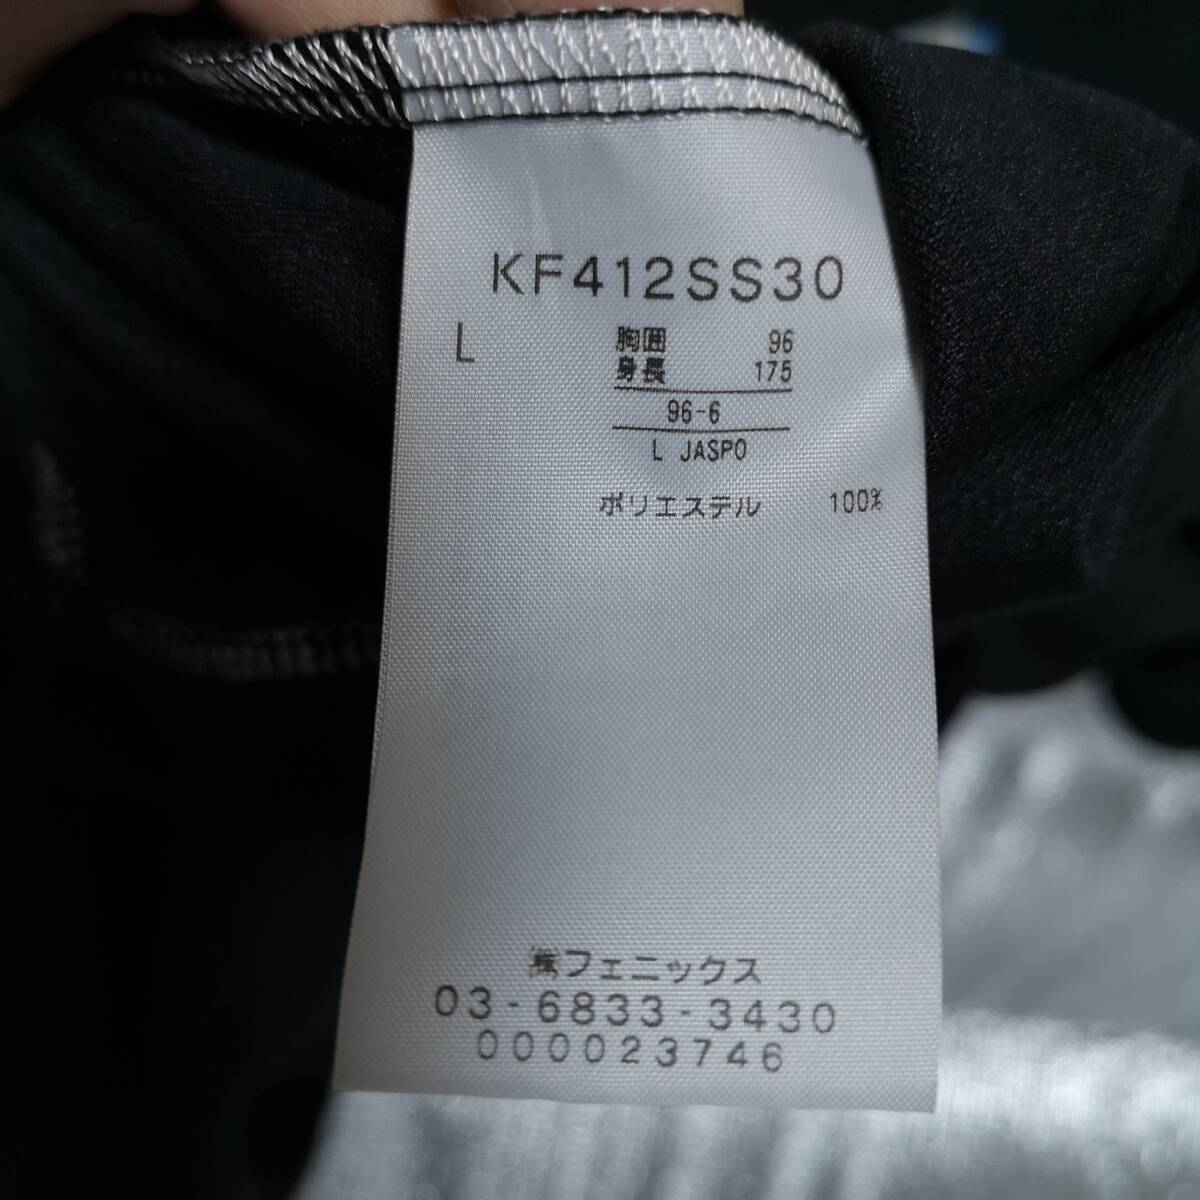 KF412SS30
L 胸囲 96
身長 175
96-6
L JASPO
ポリエステル 100%
㈱フェニックス
03-6833-3430
000023746